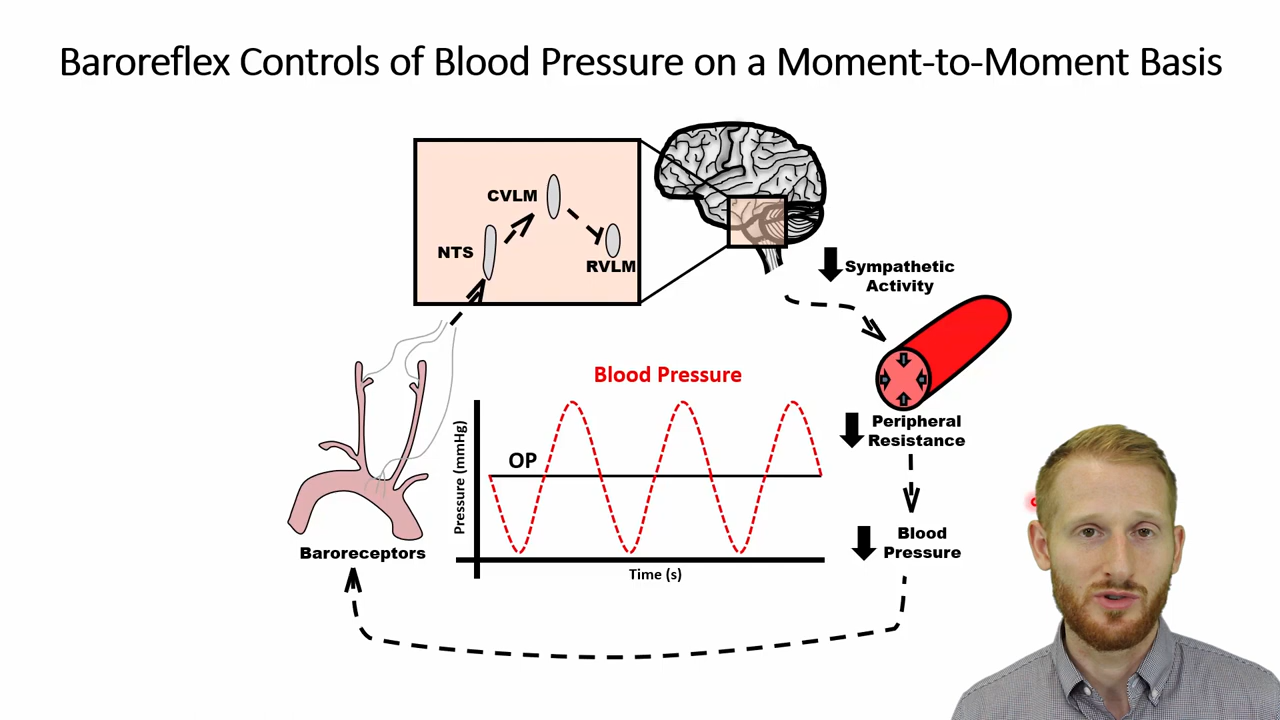 Baroreflex Controls of Blood Pressure on a Moment-to-Moment Basis
CVLM
NTS
RVLM
Sympathetic
Activity
Blood Pressure
OP
Pressure (mmHg)
Time (s)
Peripheral
Resistance
Blood
Pressure
Baroreceptors